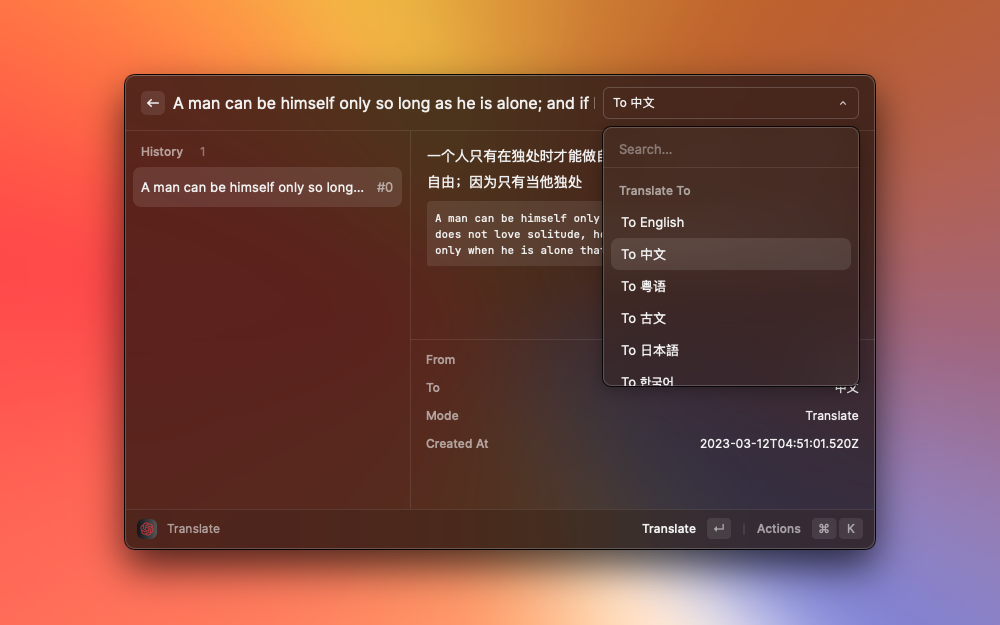 A man can be himself only so long as he is alone; and if
To 中文
History 1
A man can be himself only so long... #0
一个人只有在独处时才能做
自由；因为只有当他独处
A man can be himself only
does not love solitude,
only when he is alone
Search...
Translate To
To English
To 中文
To 粤语
To 古文
To 日本語
To 한국어
From
To 中文
Mode Translate
Created At 2023-03-12T04:51:01.520Z
Translate
Translate ↵ Actions ⌘ K